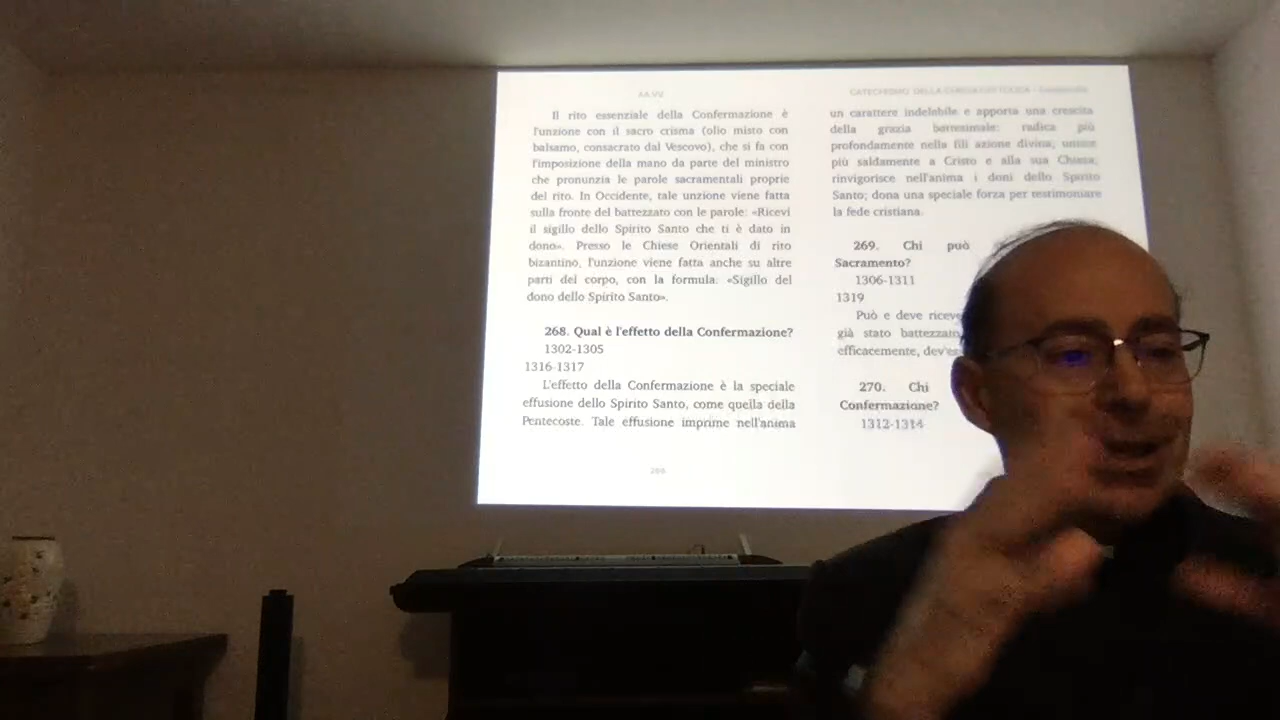 AA.VV.
Il rito essenziale della Confermazione è
l'unzione con il sacro crisma (olio misto con
balsamo, consacrato dal Vescovo), che si fa con
l'imposizione della mano da parte del ministro
che pronunzia le parole sacramentali proprie
del rito. In Occidente, tale unzione viene fatta
sulla fronte del battezzato con le parole: «Ricevi
il sigillo dello Spirito Santo che ti è dato in
dono». Presso le Chiese Orientali di rito
bizantino, l'unzione viene fatta anche su altre
parti del corpo, con la formula: «Sigillo del
dono dello Spirito Santo».
268. Qual è l'effetto della Confermazione?
1302-1305
1316-1317
L'effetto della Confermazione è la speciale
effusione dello Spirito Santo, come quella della
Pentecoste. Tale effusione imprime nell'anima
266
CATECHISMO DELLA CHIESA CATTOLICA -
un carattere indelebile e apporta una crescita
della grazia battesimale: radica più
profondamente nella fili azione divina; unisce
più saldamente a Cristo e alla sua Chiesa;
rinvigorisce nell'anima i doni dello Spirito
Santo; dona una speciale forza per testimoniare
la fede cristiana.
269. Chi può
Sacramento?
1306-1311
1319
Può e deve riceve
già stato battezzato,
efficacemente, dev'es
270. Chi
Confermazione?
1312-1314